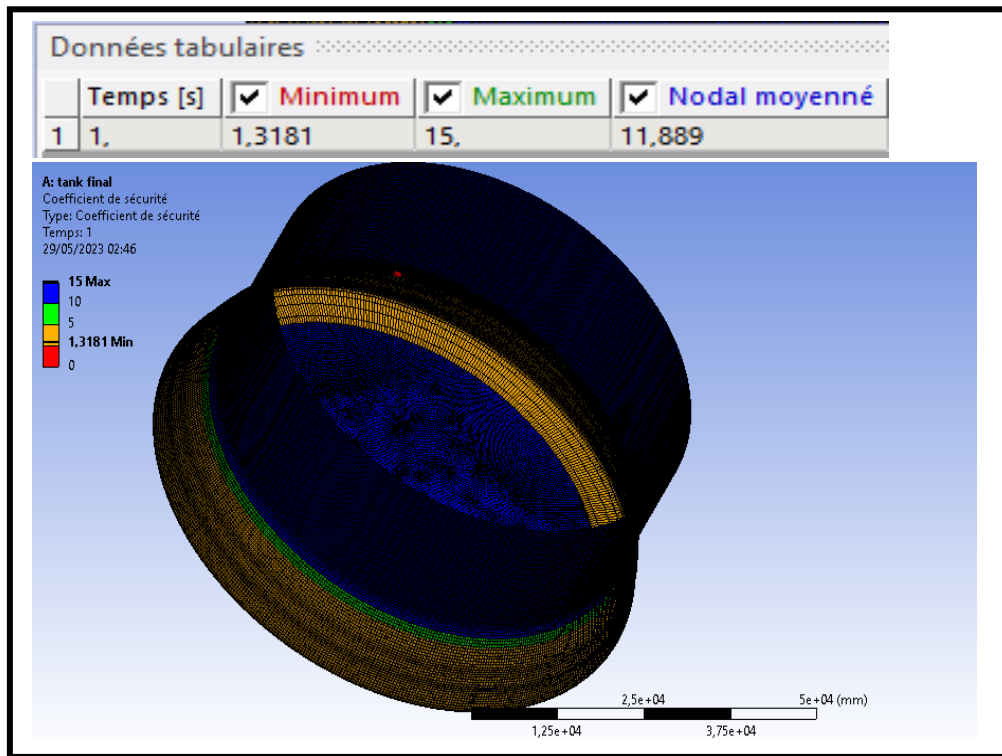 Données tabulaires
Temps [s] Minimum Maximum Nodal moyenné
1 1, 1,3181 15, 11,889
A: tank final
Coefficient de sécurité
Type: Coefficient de sécurité
Temps: 1
29/05/2023 02:46
15 Max
10
5
1,3181 Min
0
2,5e+04 5e+04 (mm)
1,25e+04 3,75e+04